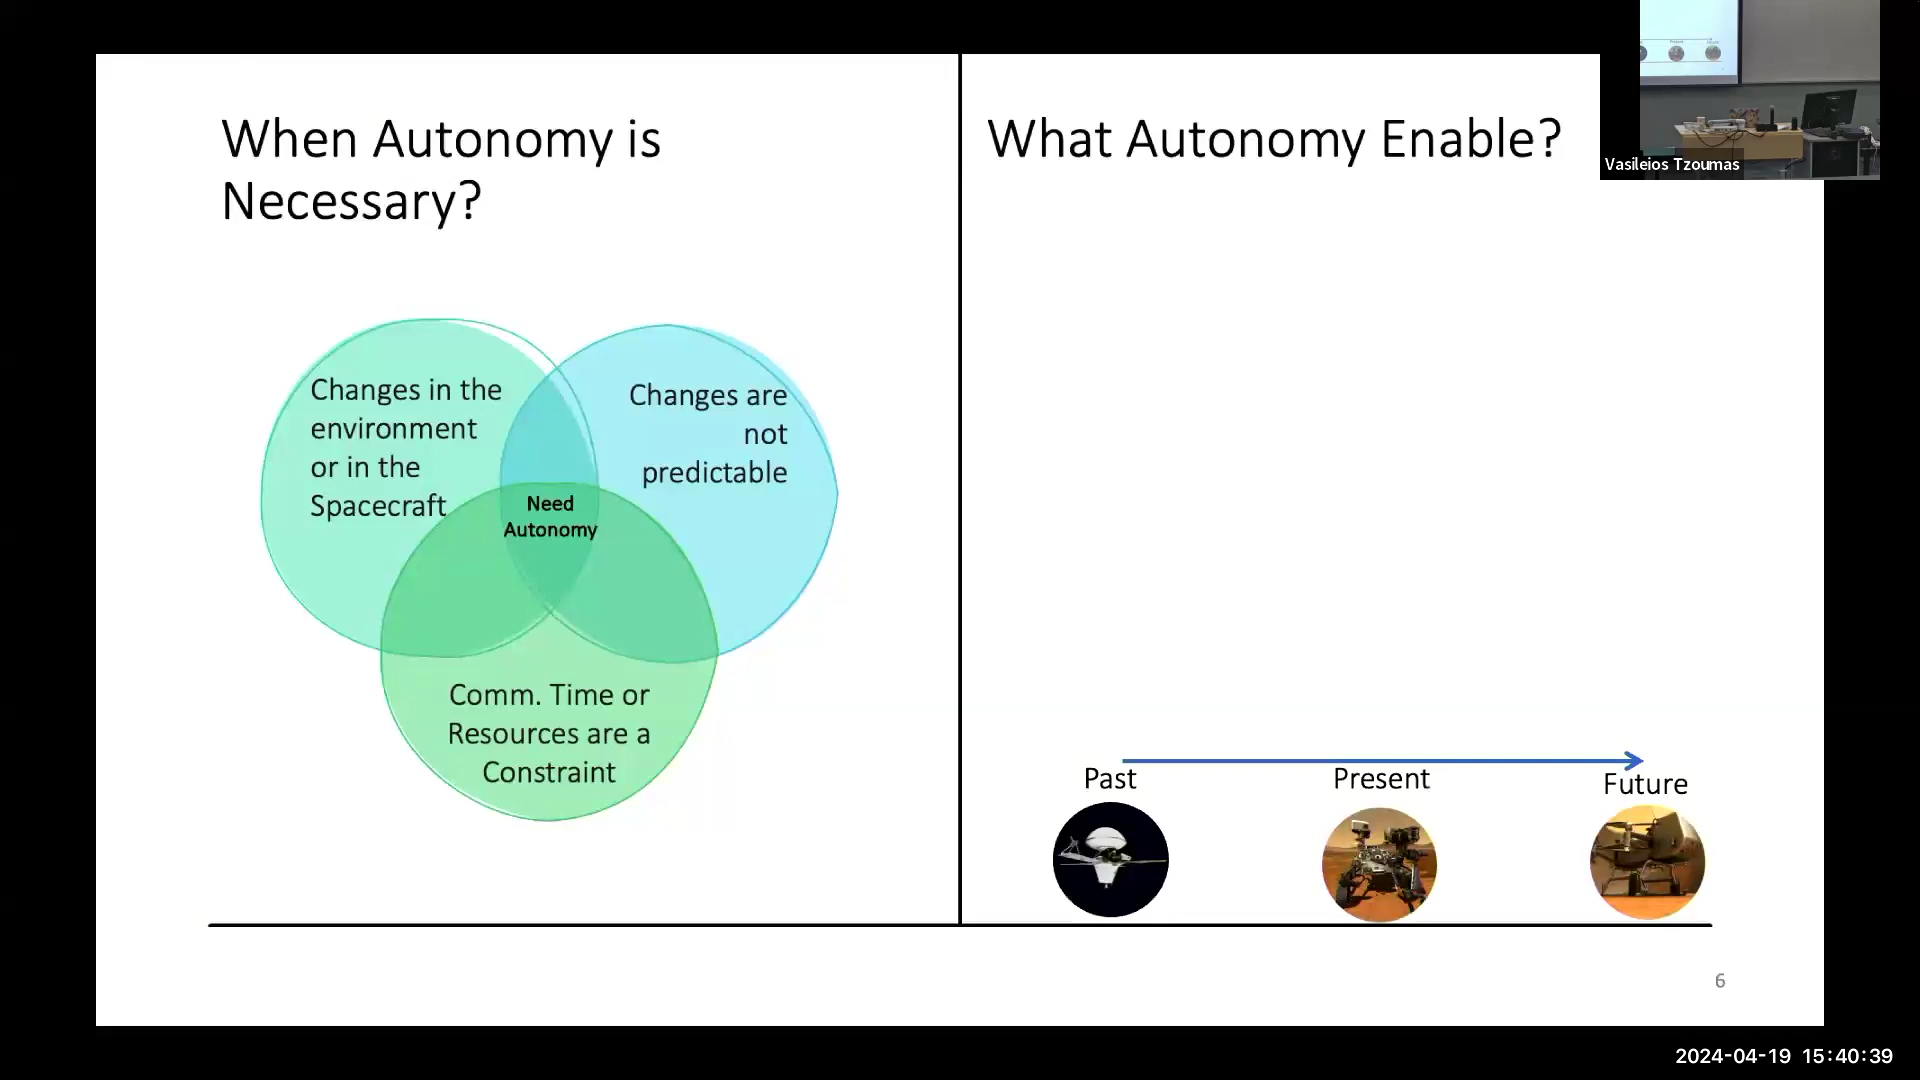 When Autonomy is
Necessary?
Changes in the
environment
or in the
Spacecraft
Changes are
not
predictable
Need
Autonomy
Comm. Time or
Resources are a
Constraint
What Autonomy Enable?
Past
Present
Future
6
Vasileios Tzoumas
2024-04-19 15:40:39